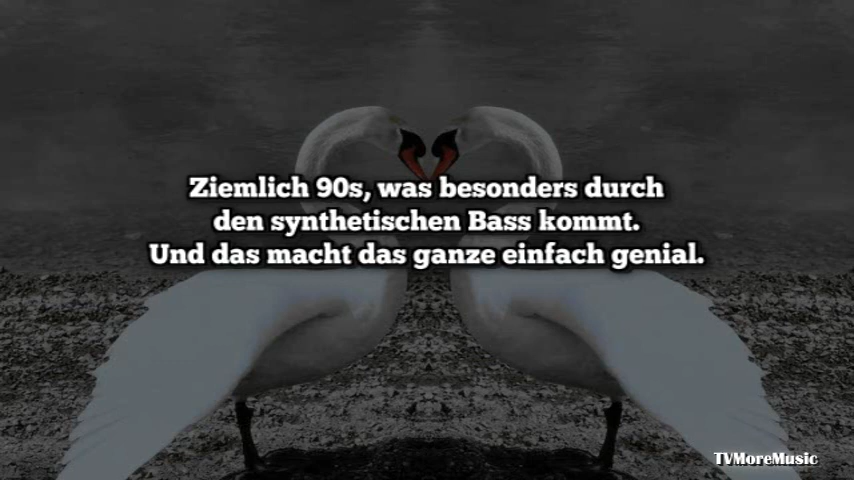 Ziemlich 90s, was besonders durch
den synthetischen Bass kommt.
Und das macht das ganze einfach genial.
TVMoreMusic